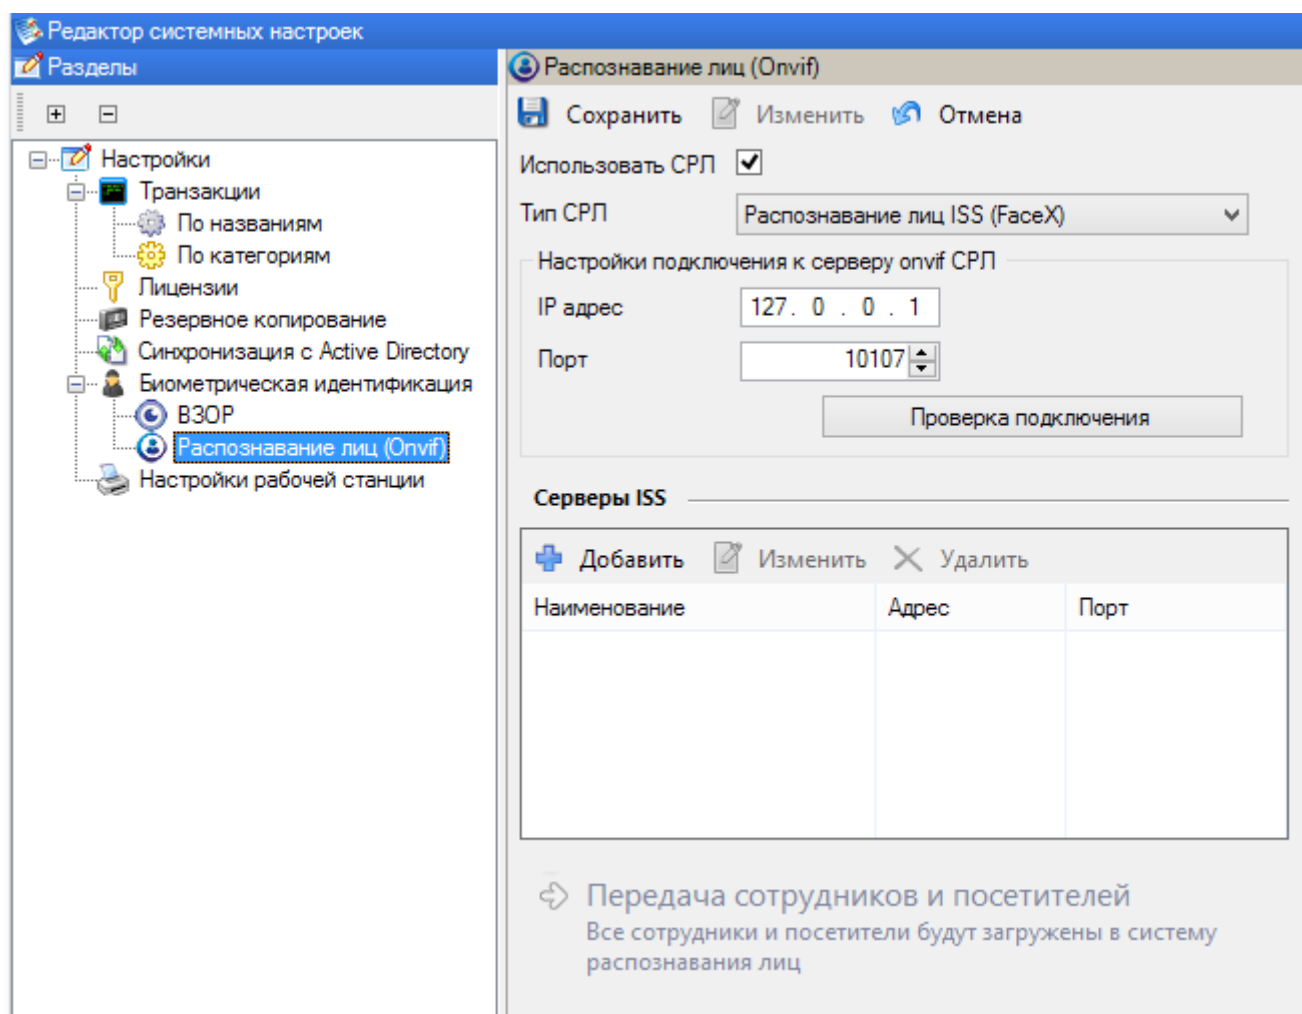 Редактор системных настроек
Разделы
Настройки
Транзакции
По названиям
По категориям
Лицензии
Резервное копирование
Синхронизация с Active Directory
Биометрическая идентификация
ВЗОР
Распознавание лиц (Onvif)
Настройки рабочей станции
Распознавание лиц (Onvif)
Сохранить Изменить Отмена
Использовать СРЛ
Тип СРЛ Распознавание лиц ISS (FaceX)
Настройки подключения к серверу onvif СРЛ
IP адрес 127. 0 . 0 . 1
Порт 10107
Проверка подключения
Серверы ISS
Добавить Изменить Удалить
Наименование Адрес Порт
Передача сотрудников и посетителей
Все сотрудники и посетители будут загружены в систему
распознавания лиц